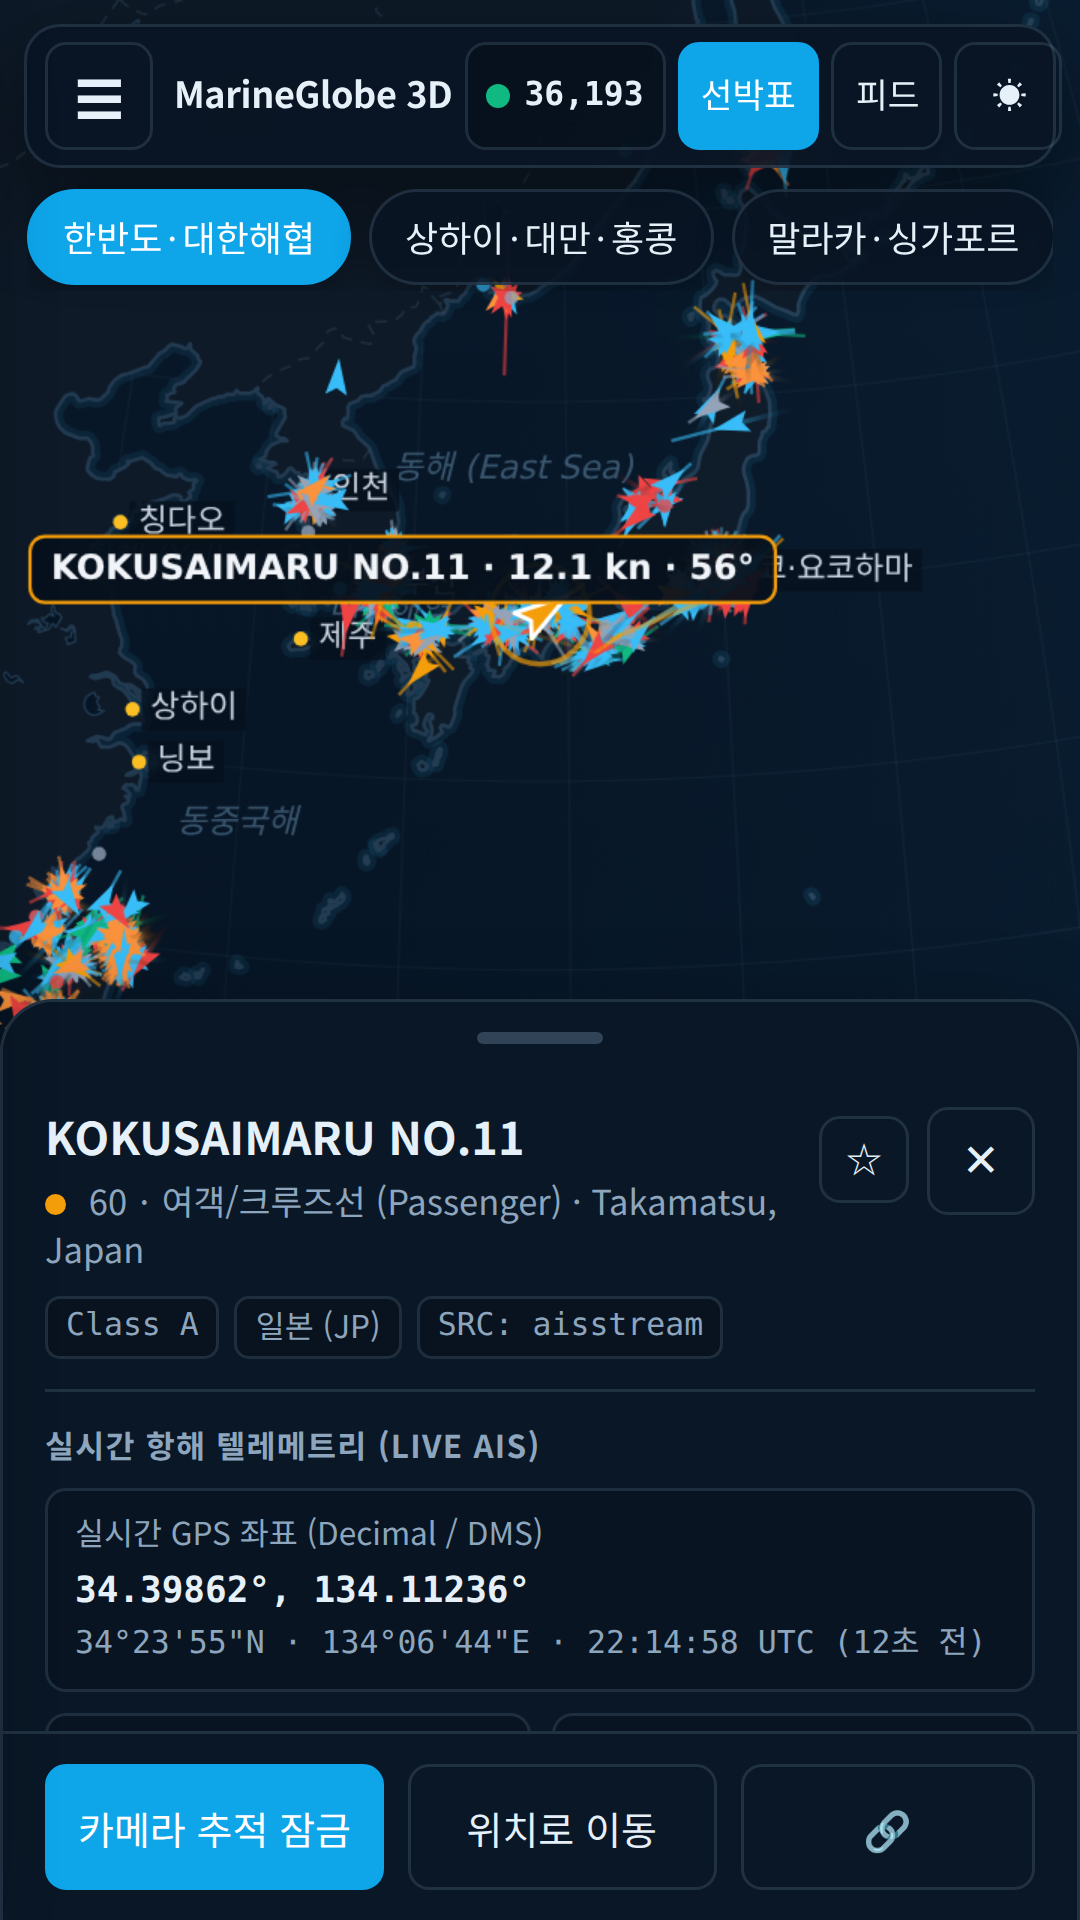 ☰ MarineGlobe 3D 36,193 선박표 피드
한반도·대한해협 상하이·대만·홍콩 말라카·싱가포르
동해 (East Sea)
인천
칭다오
KOKUSAIMARU NO.11 · 12.1 kn · 56°
·요코하마
제주
상하이
닝보
동중국해
KOKUSAIMARU NO.11
60 · 여객/크루즈선 (Passenger) · Takamatsu,
Japan
Class A 일본 (JP) SRC: aisstream
실시간 항해 텔레메트리 (LIVE AIS)
실시간 GPS 좌표 (Decimal / DMS)
34.39862°, 134.11236°
34°23'55"N · 134°06'44"E · 22:14:58 UTC (12초 전)
카메라 추적 잠금 위치로 이동